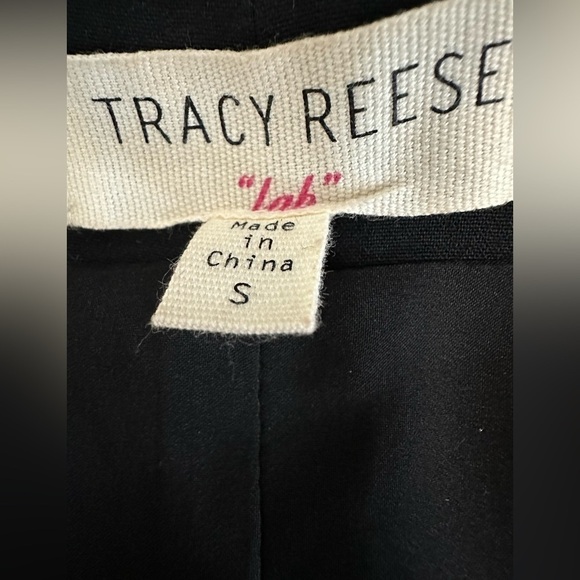 TRACY REESE
"lab"
Made
in
China
S